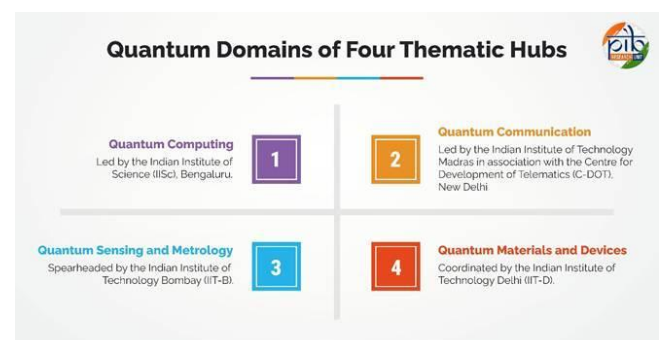 Quantum Domains of Four Thematic Hubs
pib
RESEARCH UNIT
Quantum Computing
Led by the Indian Institute of
Science (IISc), Bengaluru.
1
2
Quantum Communication
Led by the Indian Institute of Technology
Madras in association with the Centre for
Development of Telematics (C-DOT),
New Delhi
Quantum Sensing and Metrology
Spearheaded by the Indian Institute of
Technology Bombay (IIT-B).
3
4
Quantum Materials and Devices
Coordinated by the Indian Institute of
Technology Delhi (IIT-D).